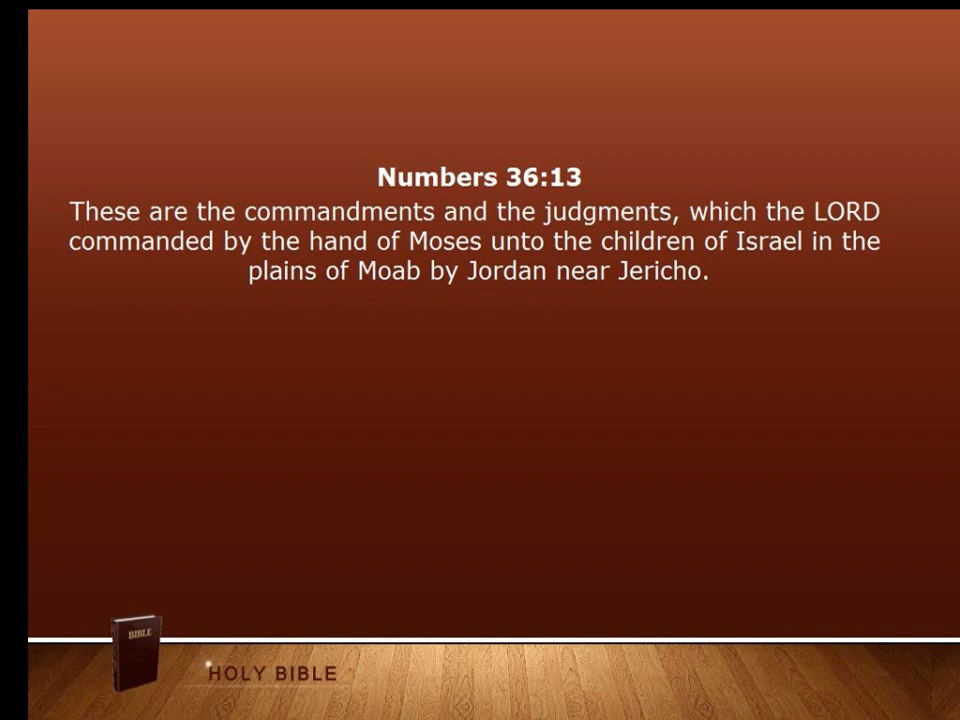 Numbers 36:13
These are the commandments and the judgments, which the LORD
commanded by the hand of Moses unto the children of Israel in the
plains of Moab by Jordan near Jericho.
BIBLE
HOLY BIBLE